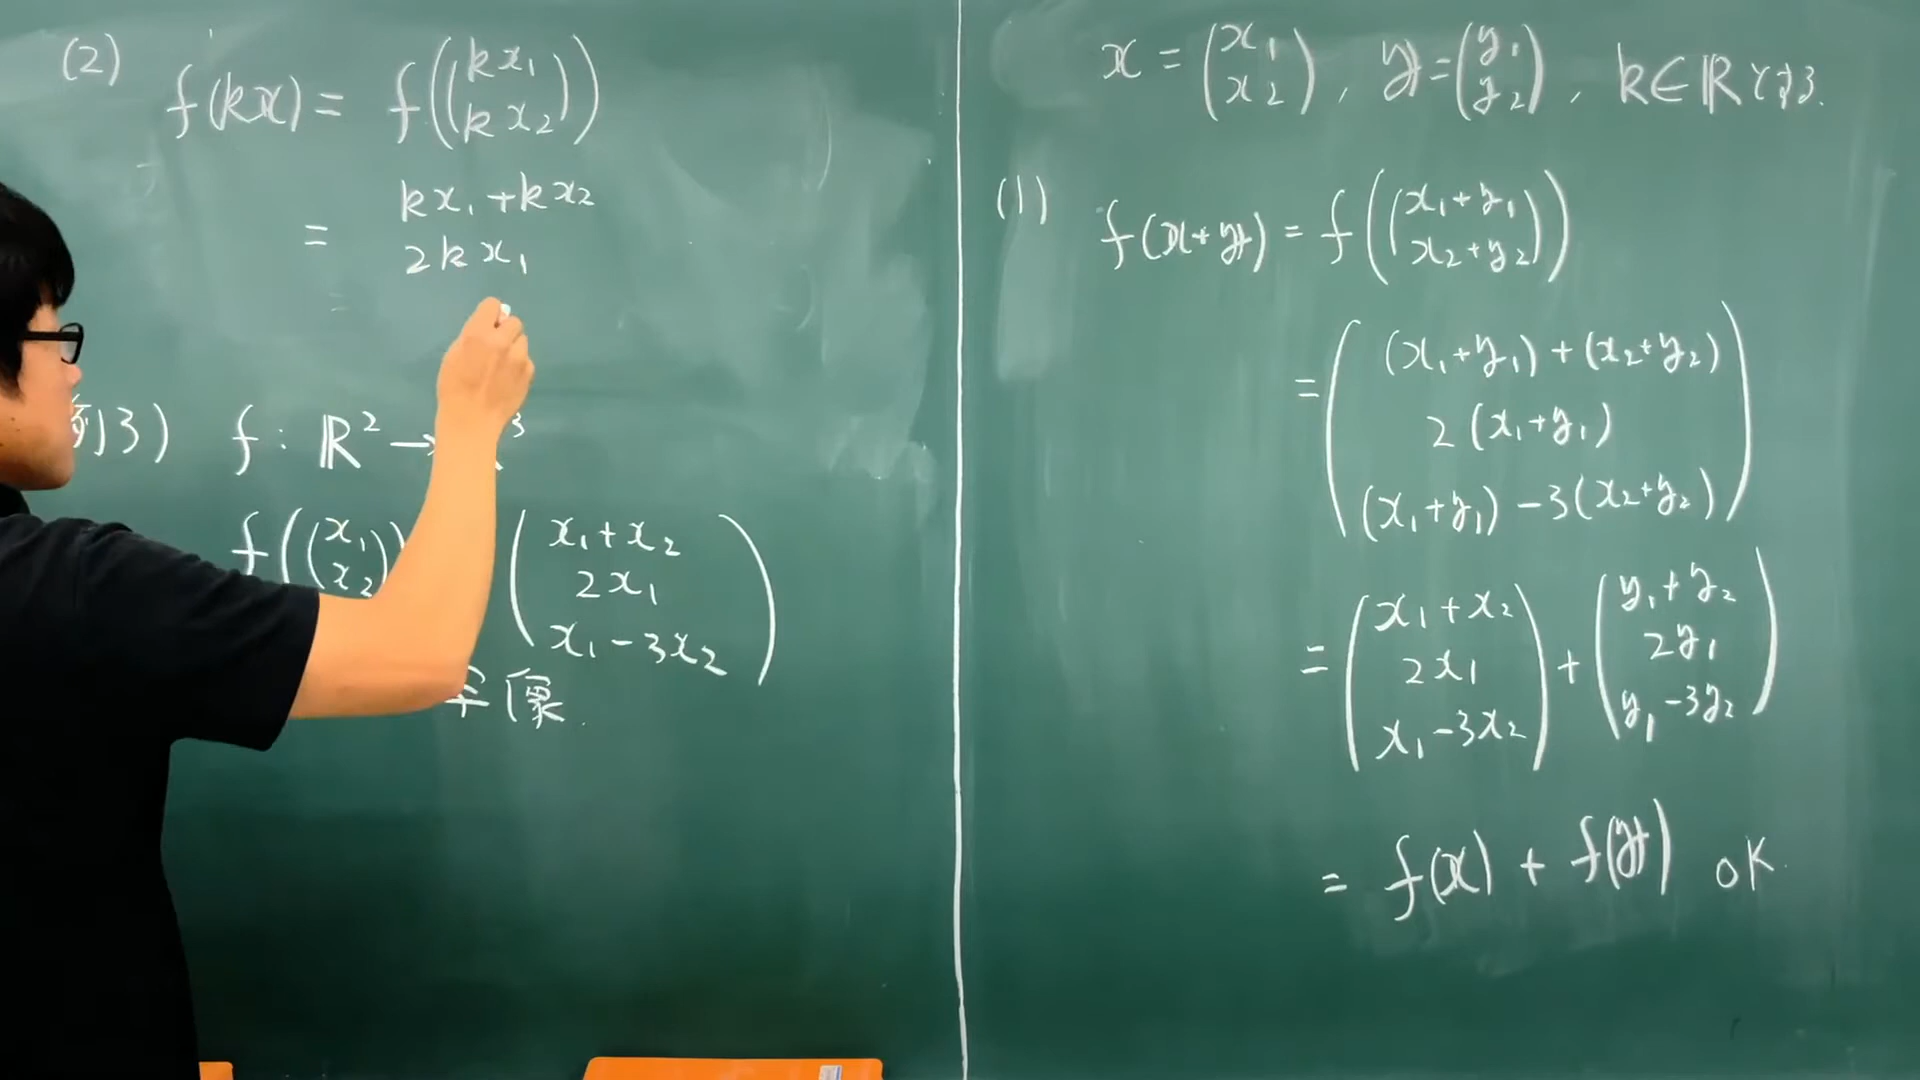 (2) f(kx) = f((kx₁ kx₂))
= kx₁+kx₂
2kx₁
例3) f : ℝ² → 3
f((x₁ x₂) (x₁+x₂
2x₁
x₁-3x₂)
像.
x = (x₁ x₂), y = (y₁ y₂), k∈ℝとする.
(1) f(x+y) = f((x₁+y₁ x₂+y₂))
= ((x₁+y₁)+(x₂+y₂)
2(x₁+y₁)
(x₁+y₁)-3(x₂+y₂))
= (x₁+x₂ 2x₁ x₁-3x₂) + (y₁+y₂ 2y₁ y₁-3y₂)
= f(x) + f(y) OK.